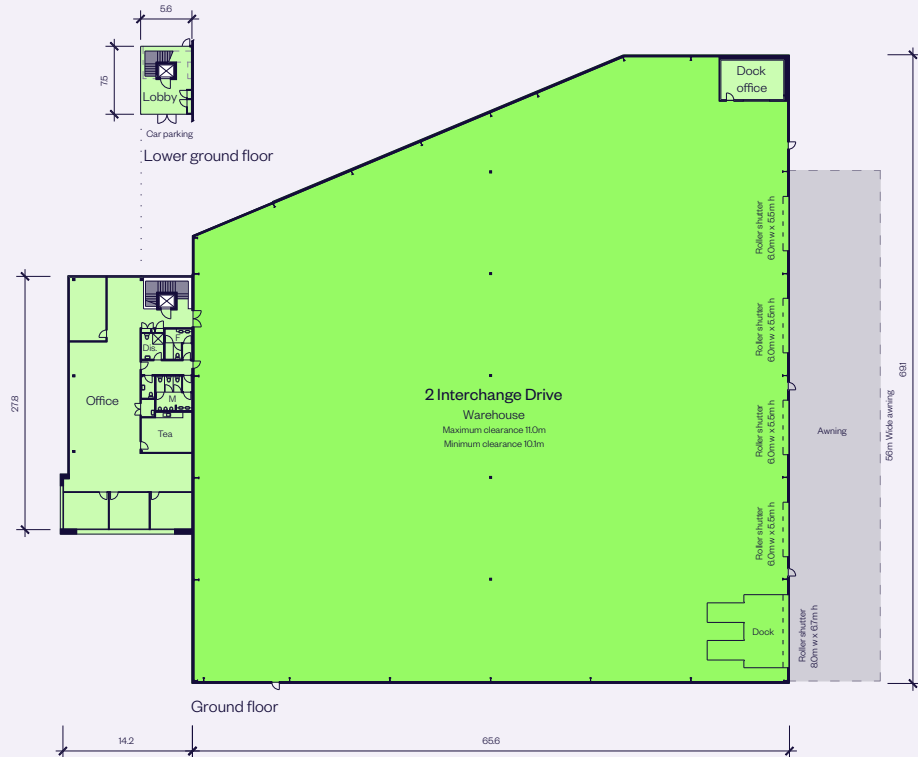 5.6
7.5
Lobby
Car parking
Lower ground floor
Dock
office
Roller shutter
6.0m w x 5.5m h
Roller shutter
6.0m w x 5.5m h
Roller shutter
6.0m w x 5.5m h
Roller shutter
6.0m w x 5.5m h
Roller shutter
8.0m w x 6.7m h
Dock
Awning
56m Wide awning
69.1
27.8
Office
Dis.
F
M
Tea
2 Interchange Drive
Warehouse
Maximum clearance 11.0m
Minimum clearance 10.1m
Ground floor
14.2
65.6